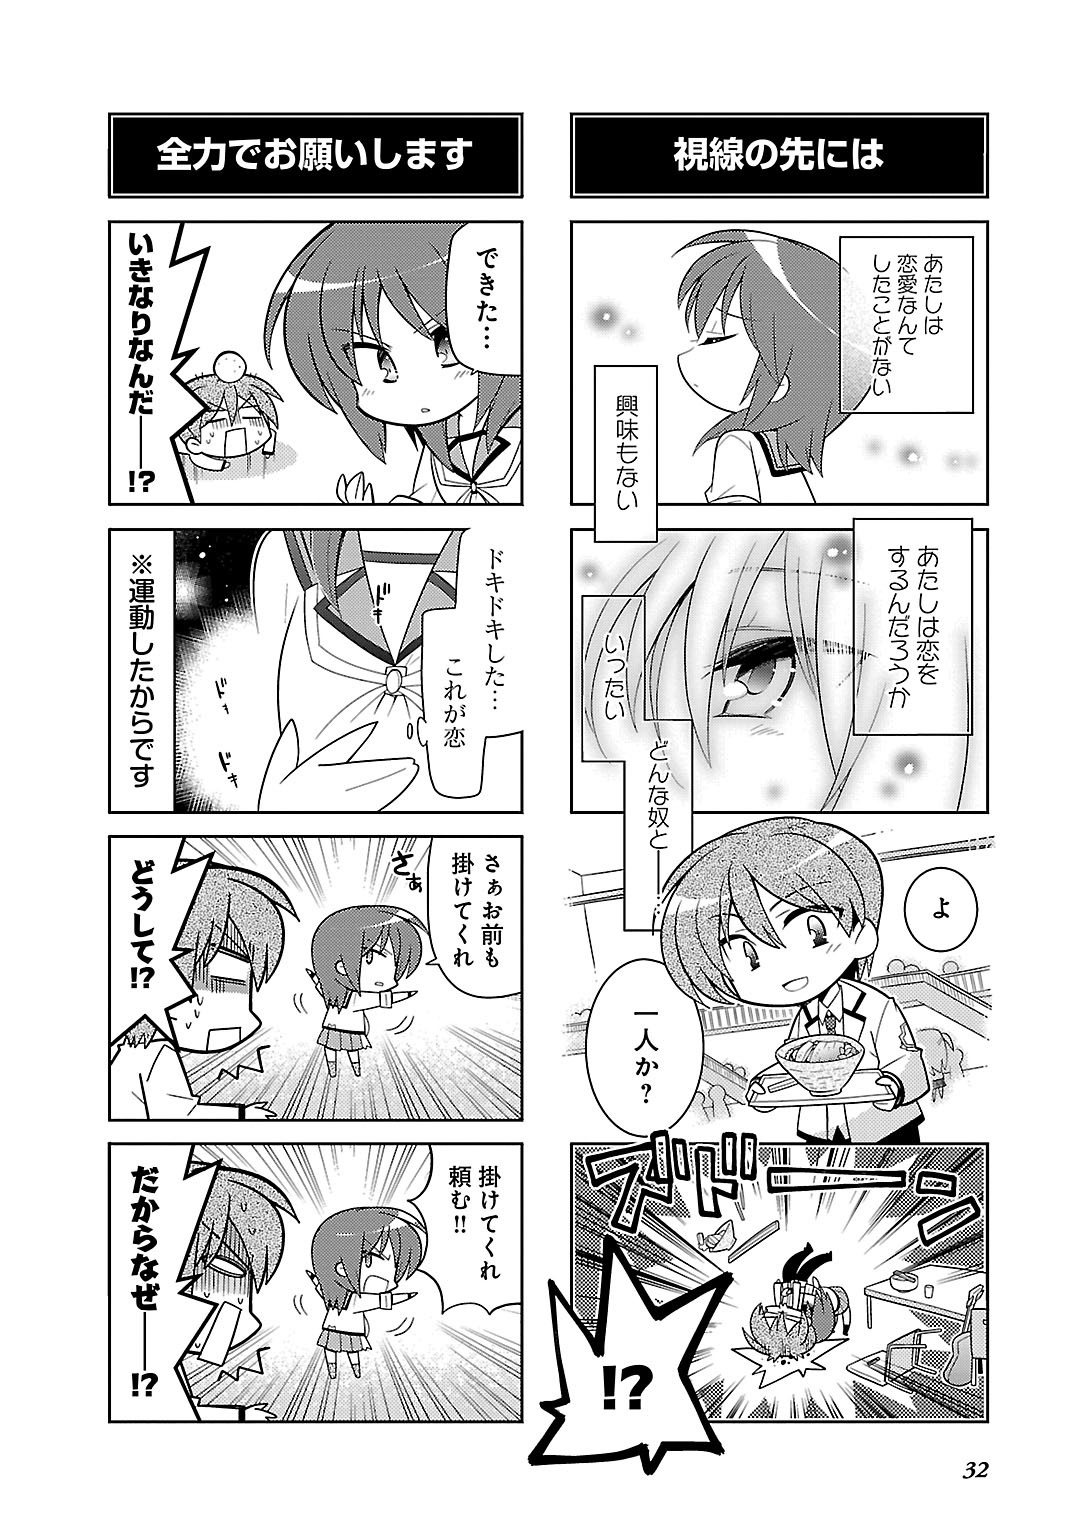 視線の先には
あたしは
恋愛なんて
したことがない
興味もない
あたしは恋を
するんだろうか
いったい
どんな奴と――
よ
一人か？
ズドーーン
!?
全力でお願いします
できた…
いきなりなんだ――!?
ドキドキした…
これが恋
ドキ
ドキ
ドキ
※運動したからです
さぁお前も
掛けてくれ
さぁ
どうして!?
掛けてくれ
頼む!!
だからなぜ――!?
32